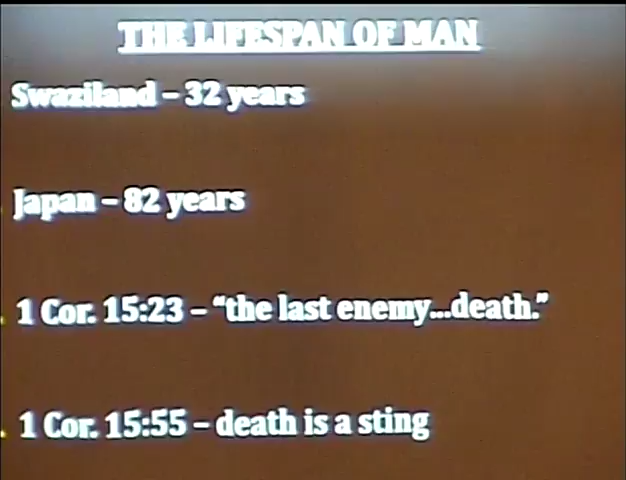 THE LIFESPAN OF MAN
Swaziland – 32 years
Japan – 82 years
1 Cor. 15:23 – “the last enemy...death.”
1 Cor. 15:55 – death is a sting